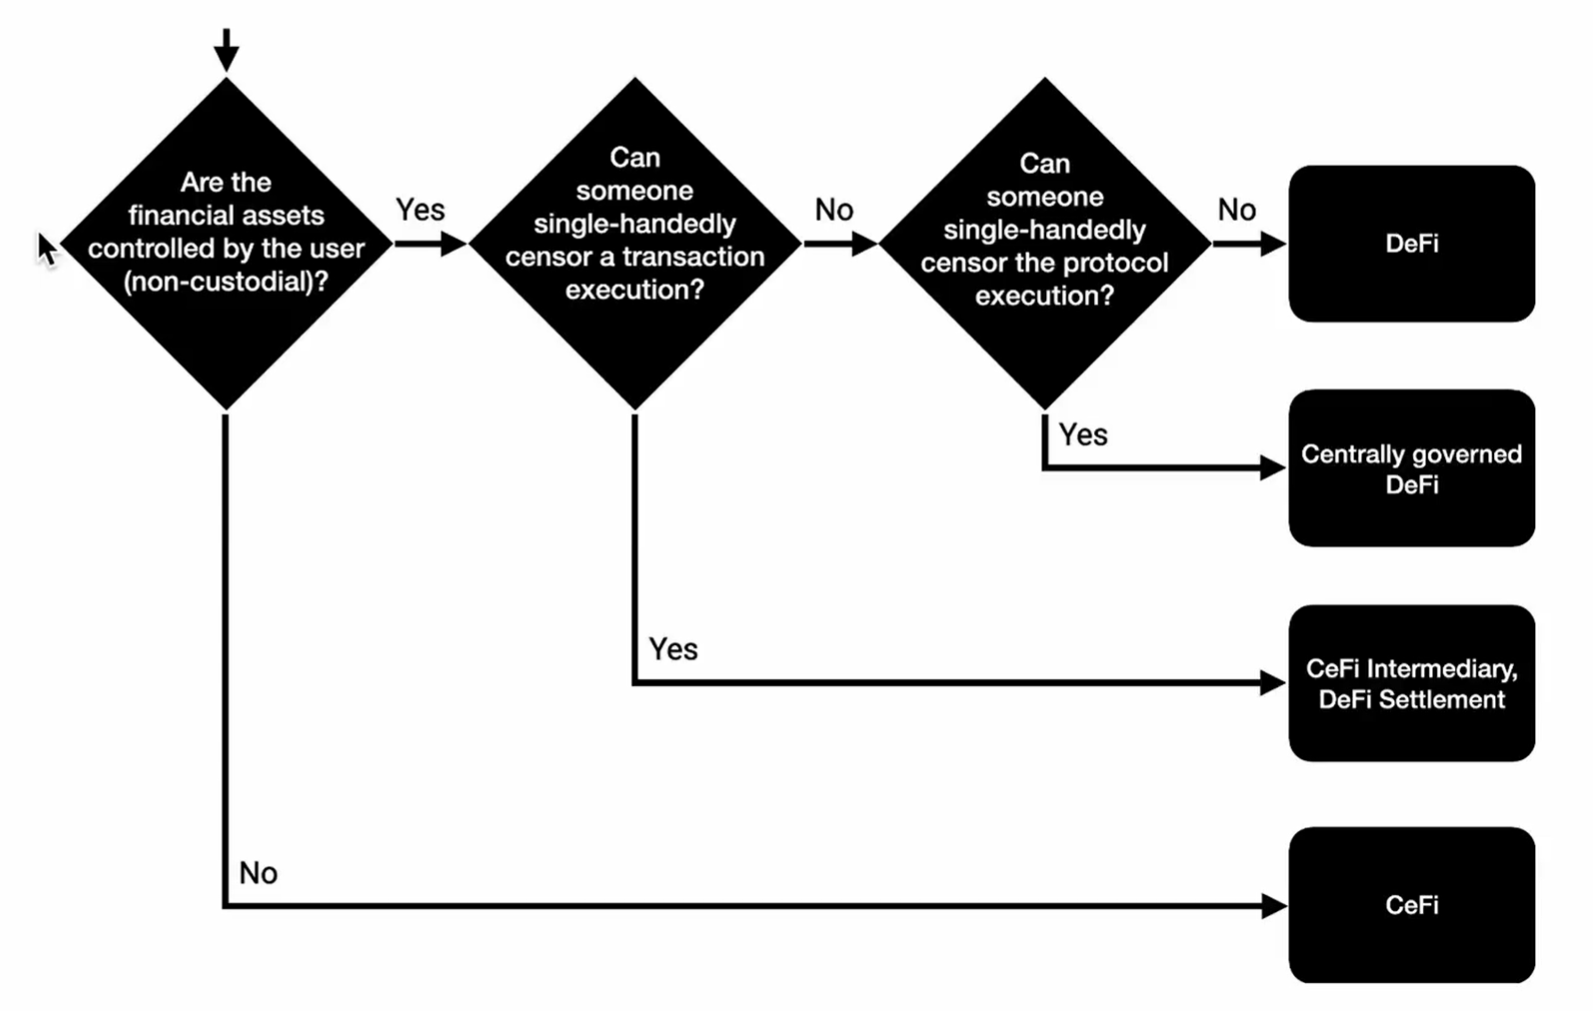 Are the
financial assets
controlled by the user
(non-custodial)?
Yes
Can
someone
single-handedly
censor a transaction
execution?
No
Can
someone
single-handedly
censor the protocol
execution?
No
DeFi
Yes
Centrally governed
DeFi
Yes
CeFi Intermediary,
DeFi Settlement
No
CeFi